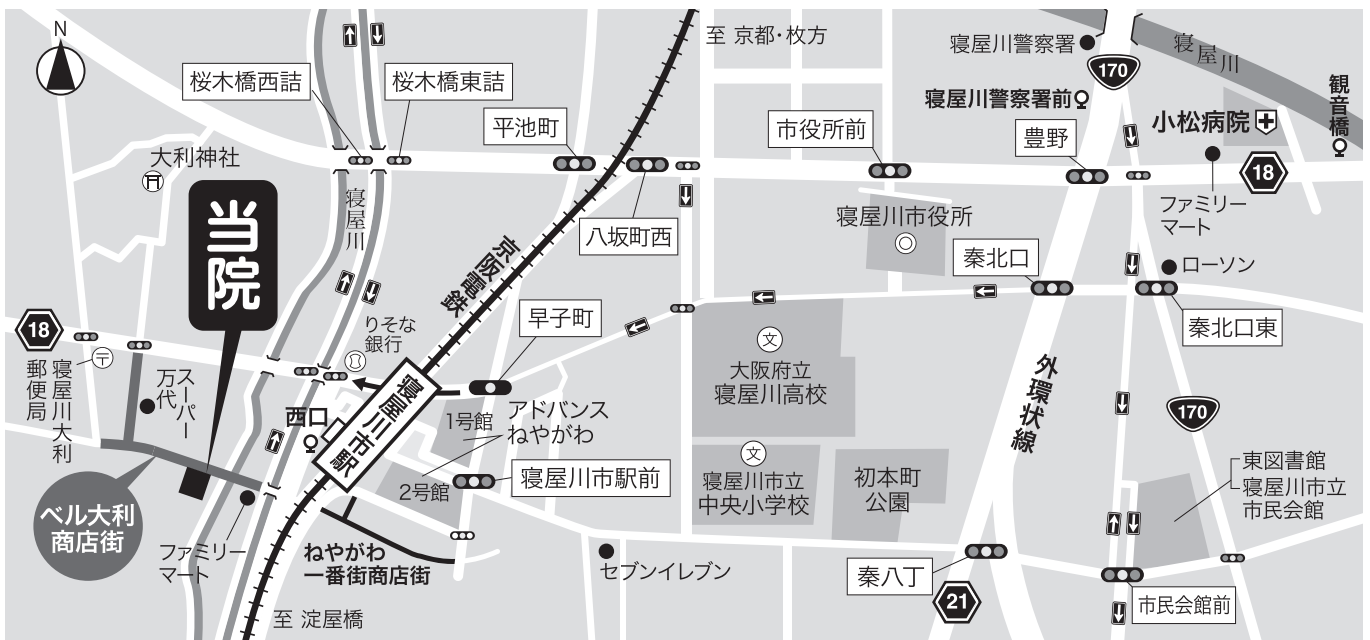 N
至 京都・枚方
寝屋川警察署
170
寝屋川
観音橋
桜木橋西詰
桜木橋東詰
平池町
市役所前
寝屋川警察署前
豊野
小松病院
18
大利神社
寝屋川
八坂町西
寝屋川市役所
ファミリー
マート
当院
京阪電鉄
秦北口
ローソン
18
りそな
銀行
早子町
秦北口東
寝屋川大利
郵便局
スーパー
万代
大阪府立
寝屋川高校
外環状線
170
西口
寝屋川市駅
1号館
アドバンス
ねやがわ
2号館
寝屋川市駅前
寝屋川市立
中央小学校
初本町
公園
東図書館
寝屋川市立
市民会館
ベル大利
商店街
ファミリー
マート
ねやがわ
一番街商店街
セブンイレブン
秦八丁
21
市民会館前
至 淀屋橋
文
文